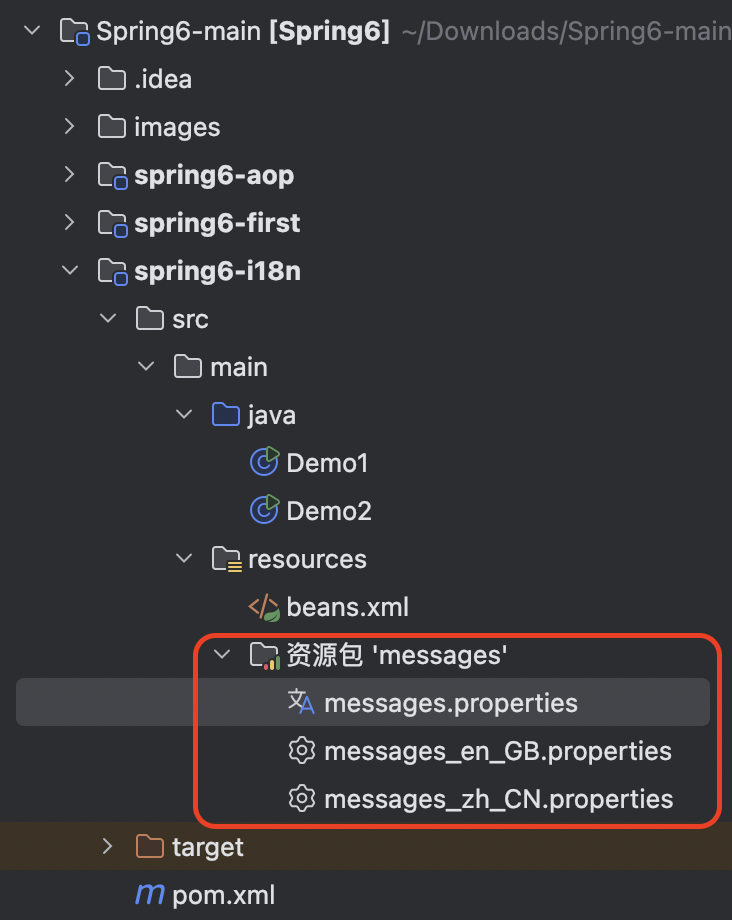 Spring6-main [Spring6] ~/Downloads/Spring6-main
.idea
images
spring6-aop
spring6-first
spring6-i18n
src
main
java
Demo1
Demo2
resources
beans.xml
资源包 'messages'
messages.properties
messages_en_GB.properties
messages_zh_CN.properties
target
pom.xml